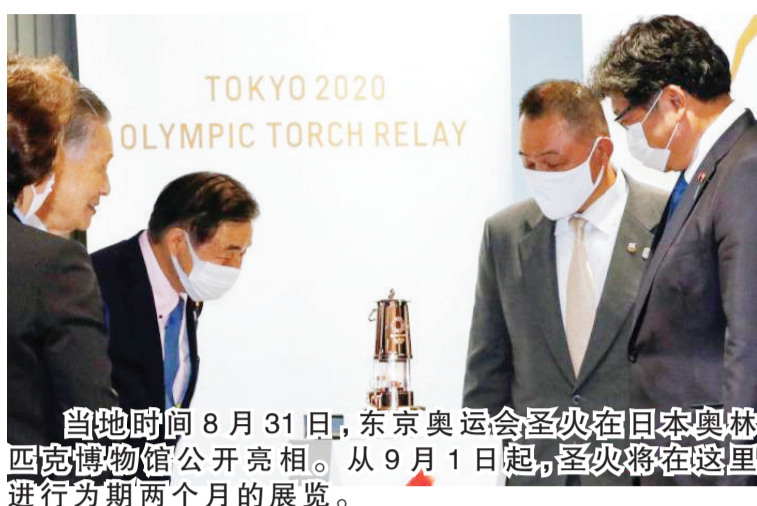 TOKYO 2020
OLYMPIC TORCH RELAY
当地时间8月31日,东京奥运会圣火在日本奥林
匹克博物馆公开亮相。从9月1日起,圣火将在这里
进行为期两个月的展览。